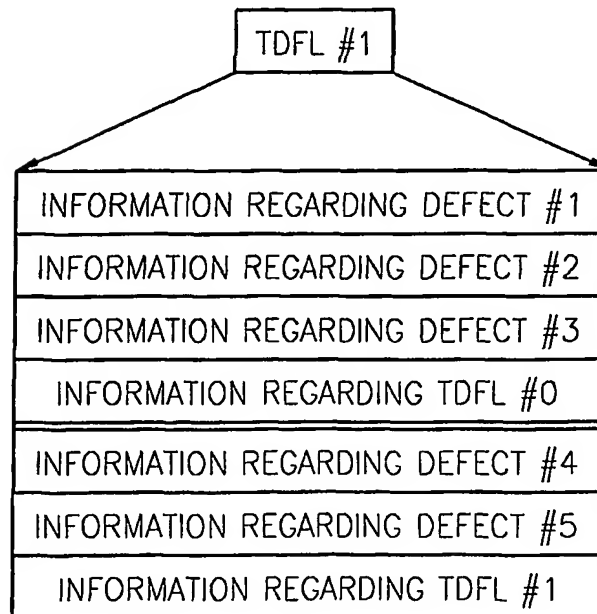 TDFL #1
INFORMATION REGARDING DEFECT #1
INFORMATION REGARDING DEFECT #2
INFORMATION REGARDING DEFECT #3
INFORMATION REGARDING TDFL #0
INFORMATION REGARDING DEFECT #4
INFORMATION REGARDING DEFECT #5
INFORMATION REGARDING TDFL #1